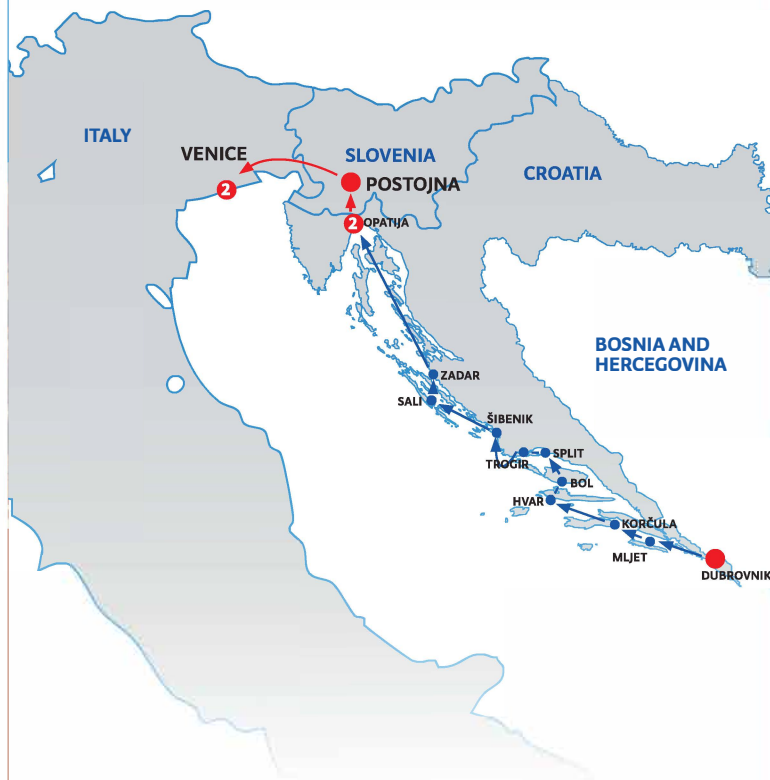 ITALY
VENICE
SLOVENIA
CROATIA
POSTOJNA
2
2
OPATIJA
BOSNIA AND
HERCEGOVINA
ZADAR
SALI
ŠIBENIK
TROGIR
SPLIT
BOL
HVAR
KORČULA
MLJET
DUBROVNIK